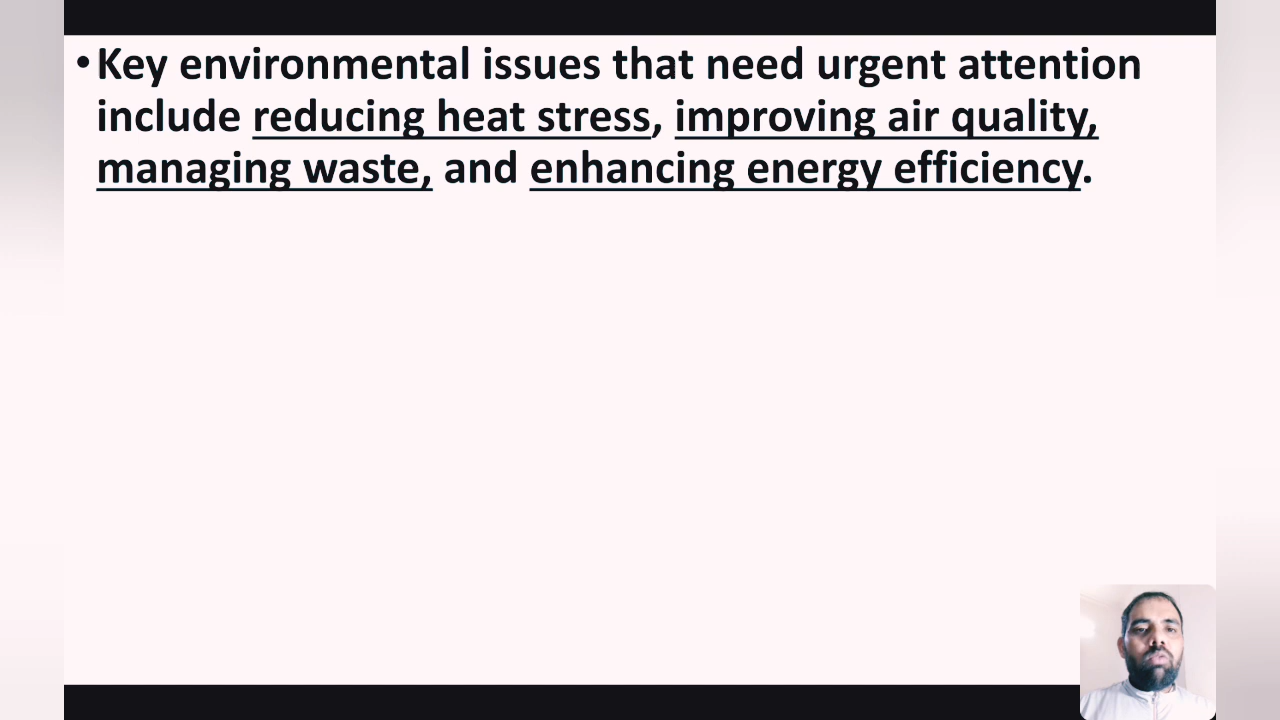 •Key environmental issues that need urgent attention
include reducing heat stress, improving air quality,
managing waste, and enhancing energy efficiency.